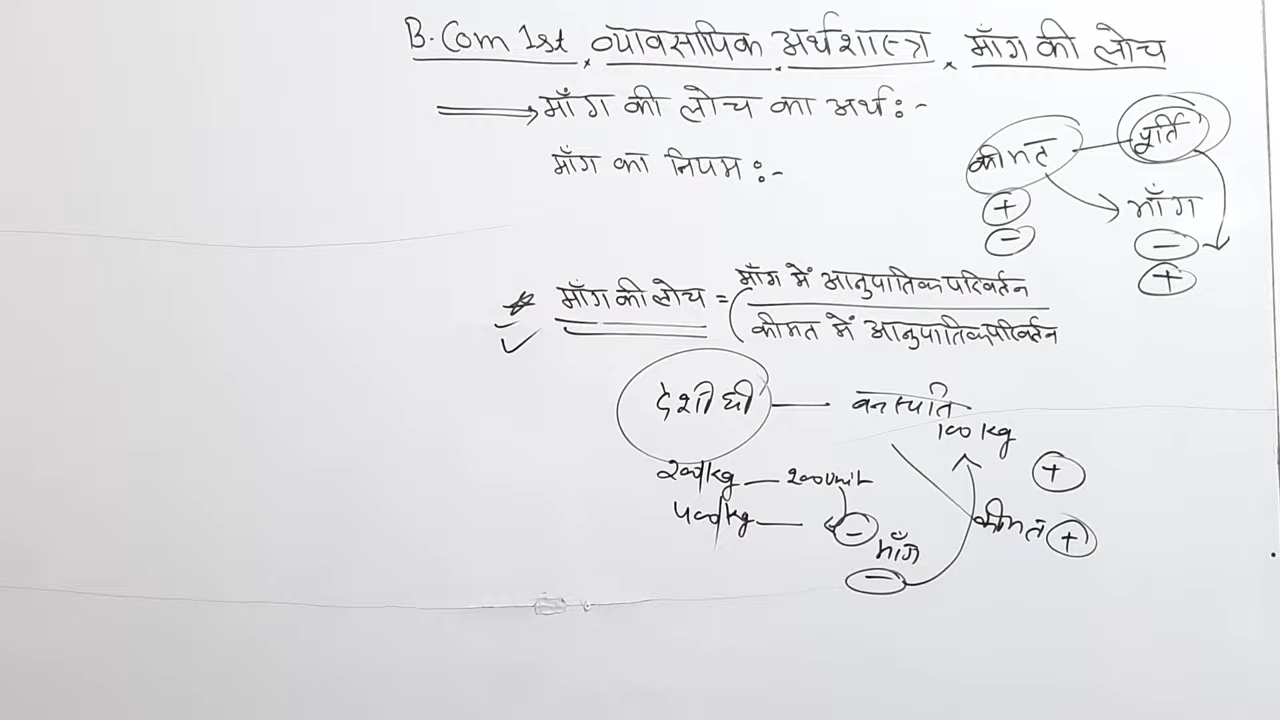 B.Com 1st, व्यावसायिक अर्थशास्त्र, माँग की लोच
माँग की लोच का अर्थ :-
कीमत — पूर्ति
माँग का नियम :-
+ माँग
- -
+
माँग की लोच = माँग में आनुपातिक परिवर्तन
कीमत में आनुपातिक परिवर्तन
देशी घी — वनस्पति
100 kg
200/kg — 200 unit +
400/kg — - कीमत +
माँग
-